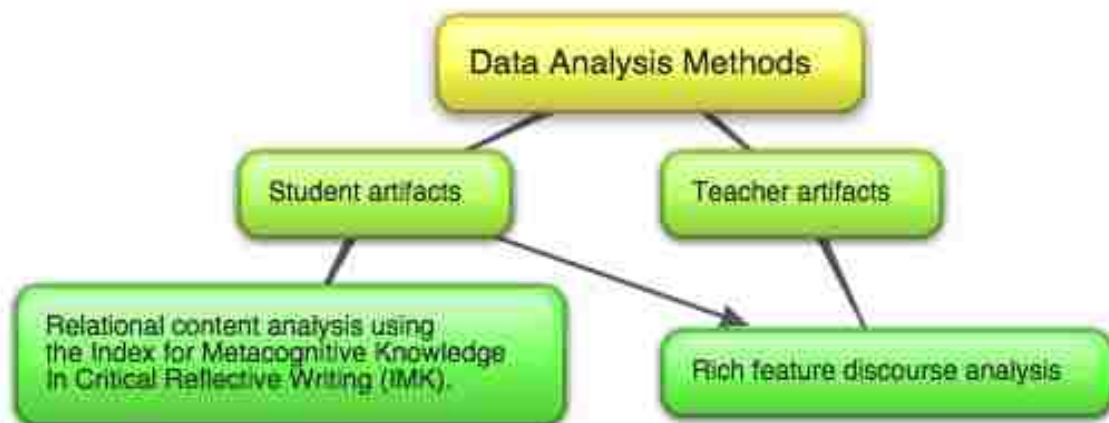 Data Analysis Methods
Student artifacts
Teacher artifacts
Relational content analysis using
the Index for Metacognitive Knowledge
In Critical Reflective Writing (IMK).
Rich feature discourse analysis